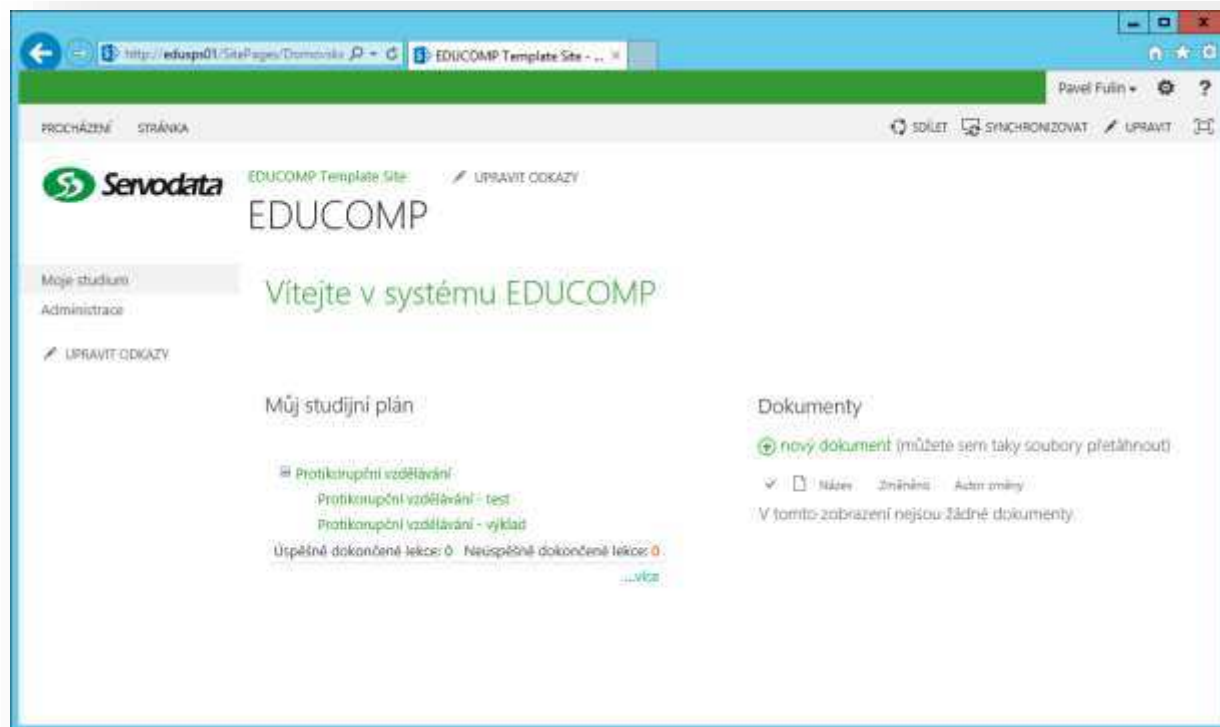 http://edusps01/SitePages/Domovska
EDUCOMP Template Site - ...
Pavel Fulin
?
PROCHÁZENÍ STRÁNKA
SDÍLET SYNCHRONIZOVAT UPRAVIT
Servodata
EDUCOMP Template Site UPRAVIT ODKAZY
EDUCOMP
Moje studium
Administrace
UPRAVIT ODKAZY
Vítejte v systému EDUCOMP
Můj studijní plán
Protikorupční vzdělávání
Protikorupční vzdělávání - test
Protikorupční vzdělávání - výklad
Úspěšně dokončené lekce: 0 Neúspěšně dokončené lekce: 0
....více
Dokumenty
nový dokument (můžete sem taky soubory přetáhnout)
Název Změněno Autor změny
V tomto zobrazení nejsou žádné dokumenty.